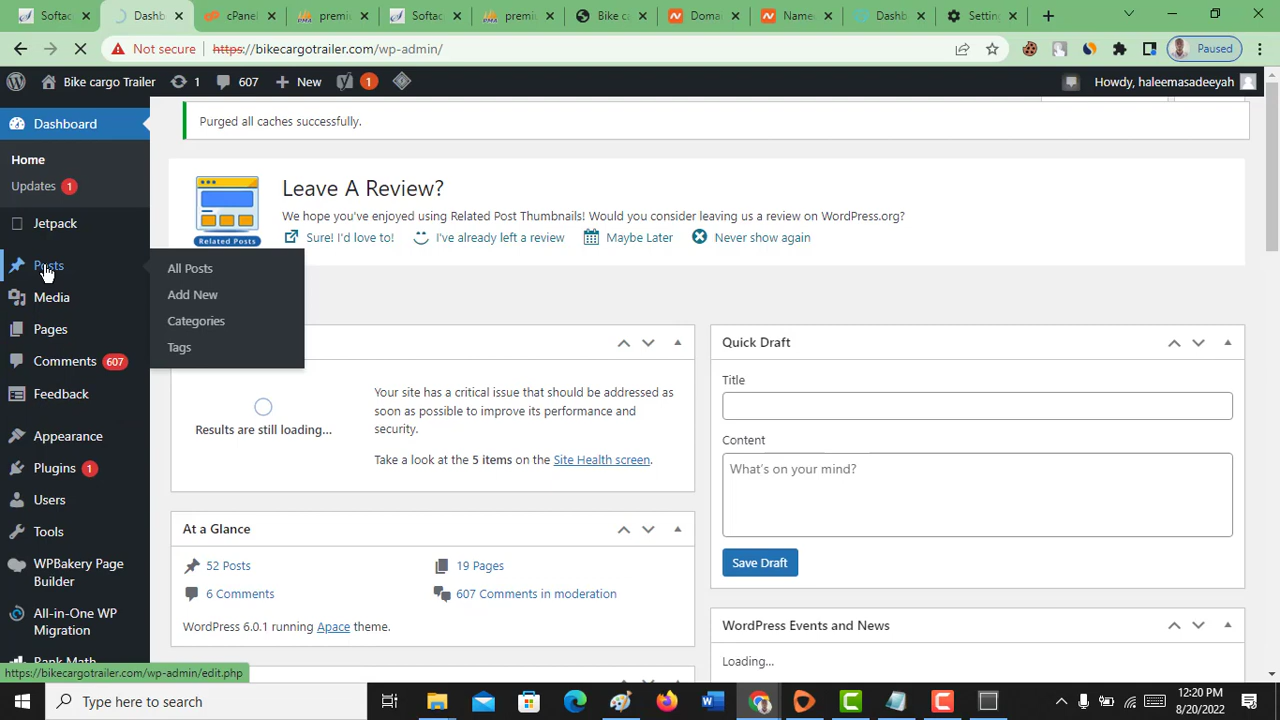 Dashb
cPanel
premiu
Softac
Softac
premiu
Bike ca
Domai
Name
Dashb
Settin
Not secure
https://bikecargotrailer.com/wp-admin/
Paused
Bike cargo Trailer
1
607
New
1
Howdy, haleemasadeeyah
Dashboard
Home
Updates 1
Jetpack
Posts
Media
Pages
Comments 607
Feedback
Appearance
Plugins 1
Users
Tools
WPBakery Page
Builder
All-in-One WP
Migration
Rank Math
All Posts
Add New
Categories
Tags
Purged all caches successfully.
Related Posts
Leave A Review?
We hope you've enjoyed using Related Post Thumbnails! Would you consider leaving us a review on WordPress.org?
Sure! I'd love to!
I've already left a review
Maybe Later
Never show again
Results are still loading...
Your site has a critical issue that should be addressed as
soon as possible to improve its performance and
security.
Take a look at the 5 items on the Site Health screen.
At a Glance
52 Posts
19 Pages
6 Comments
607 Comments in moderation
WordPress 6.0.1 running Apace theme.
Quick Draft
Title
Content
What's on your mind?
Save Draft
WordPress Events and News
Loading...
https://bikecargotrailer.com/wp-admin/edit.php
Type here to search
12:20 PM
8/20/2022